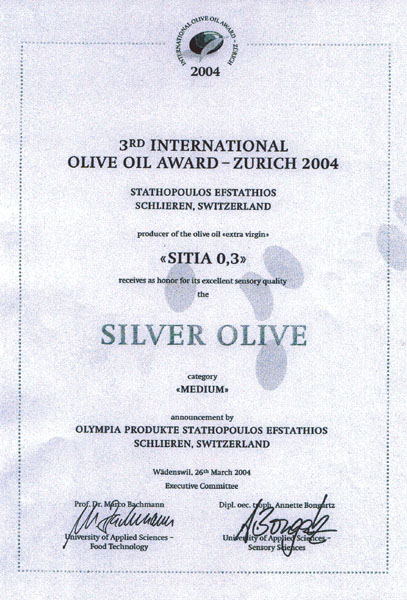 INTERNATIONAL OLIVE OIL AWARD – ZURICH
2004
3RD INTERNATIONAL
OLIVE OIL AWARD – ZURICH 2004
STATHOPOULOS EFSTATHIOS
SCHLIEREN, SWITZERLAND
producer of the olive oil «extra virgin»
«SITIA 0,3»
receives as honor for its excellent sensory quality
the
SILVER OLIVE
category
«MEDIUM»
announcement by
OLYMPIA PRODUKTE STATHOPOULOS EFSTATHIOS
SCHLIEREN, SWITZERLAND
Wädenswil, 26th March 2004
Executive Committee
Prof. Dr. Marco Bachmann
University of Applied Sciences –
Food Technology
Dipl. oec. troph. Annette Bongartz
University of Applied Sciences –
Sensory Sciences